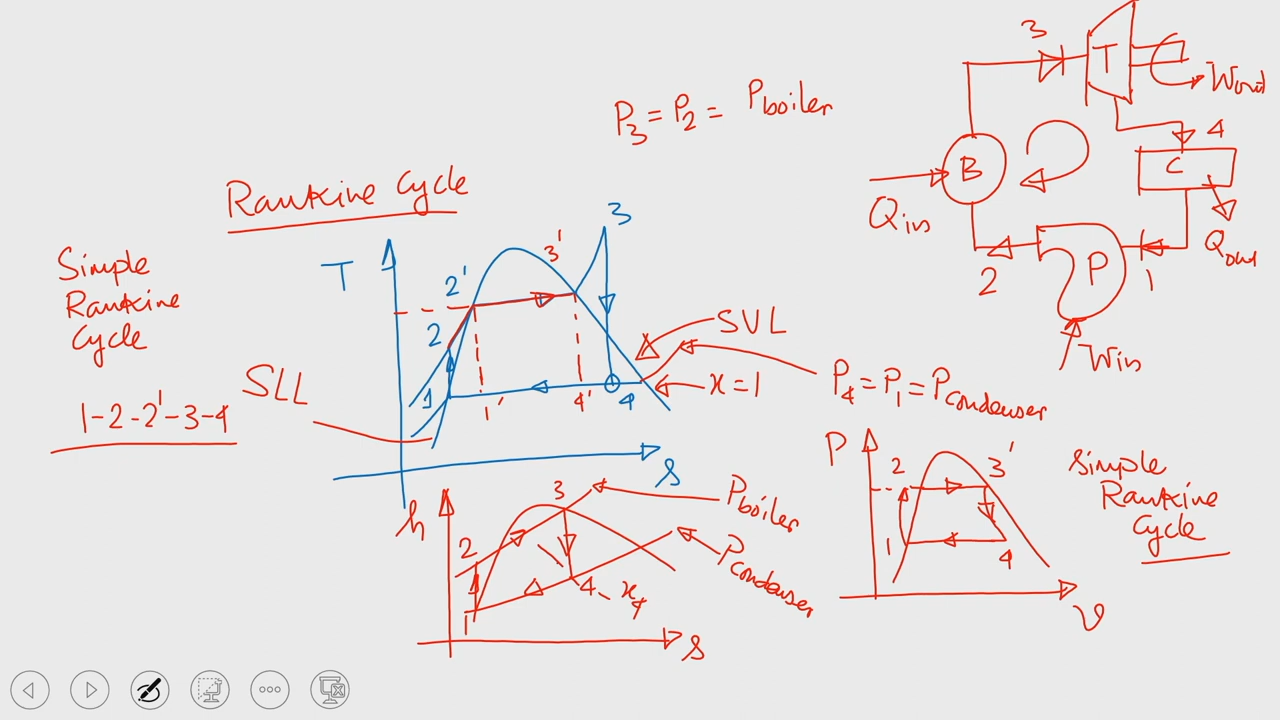 P3 = P2 = Pboiler
Rankine Cycle
Simple
Rankine
Cycle
1-2-2'-3-4
SLL
T
2'
3'
3
2
1
1'
4'
4
s
SVL
x=1
P4=P1=Pcondenser
h
2
3
1
4
x4
s
Pboiler
Pcondenser
P
2
3'
1
4
v
Simple
Rankine
Cycle
3
T
Wout
4
B
C
Qin
Qout
2
P
1
Win